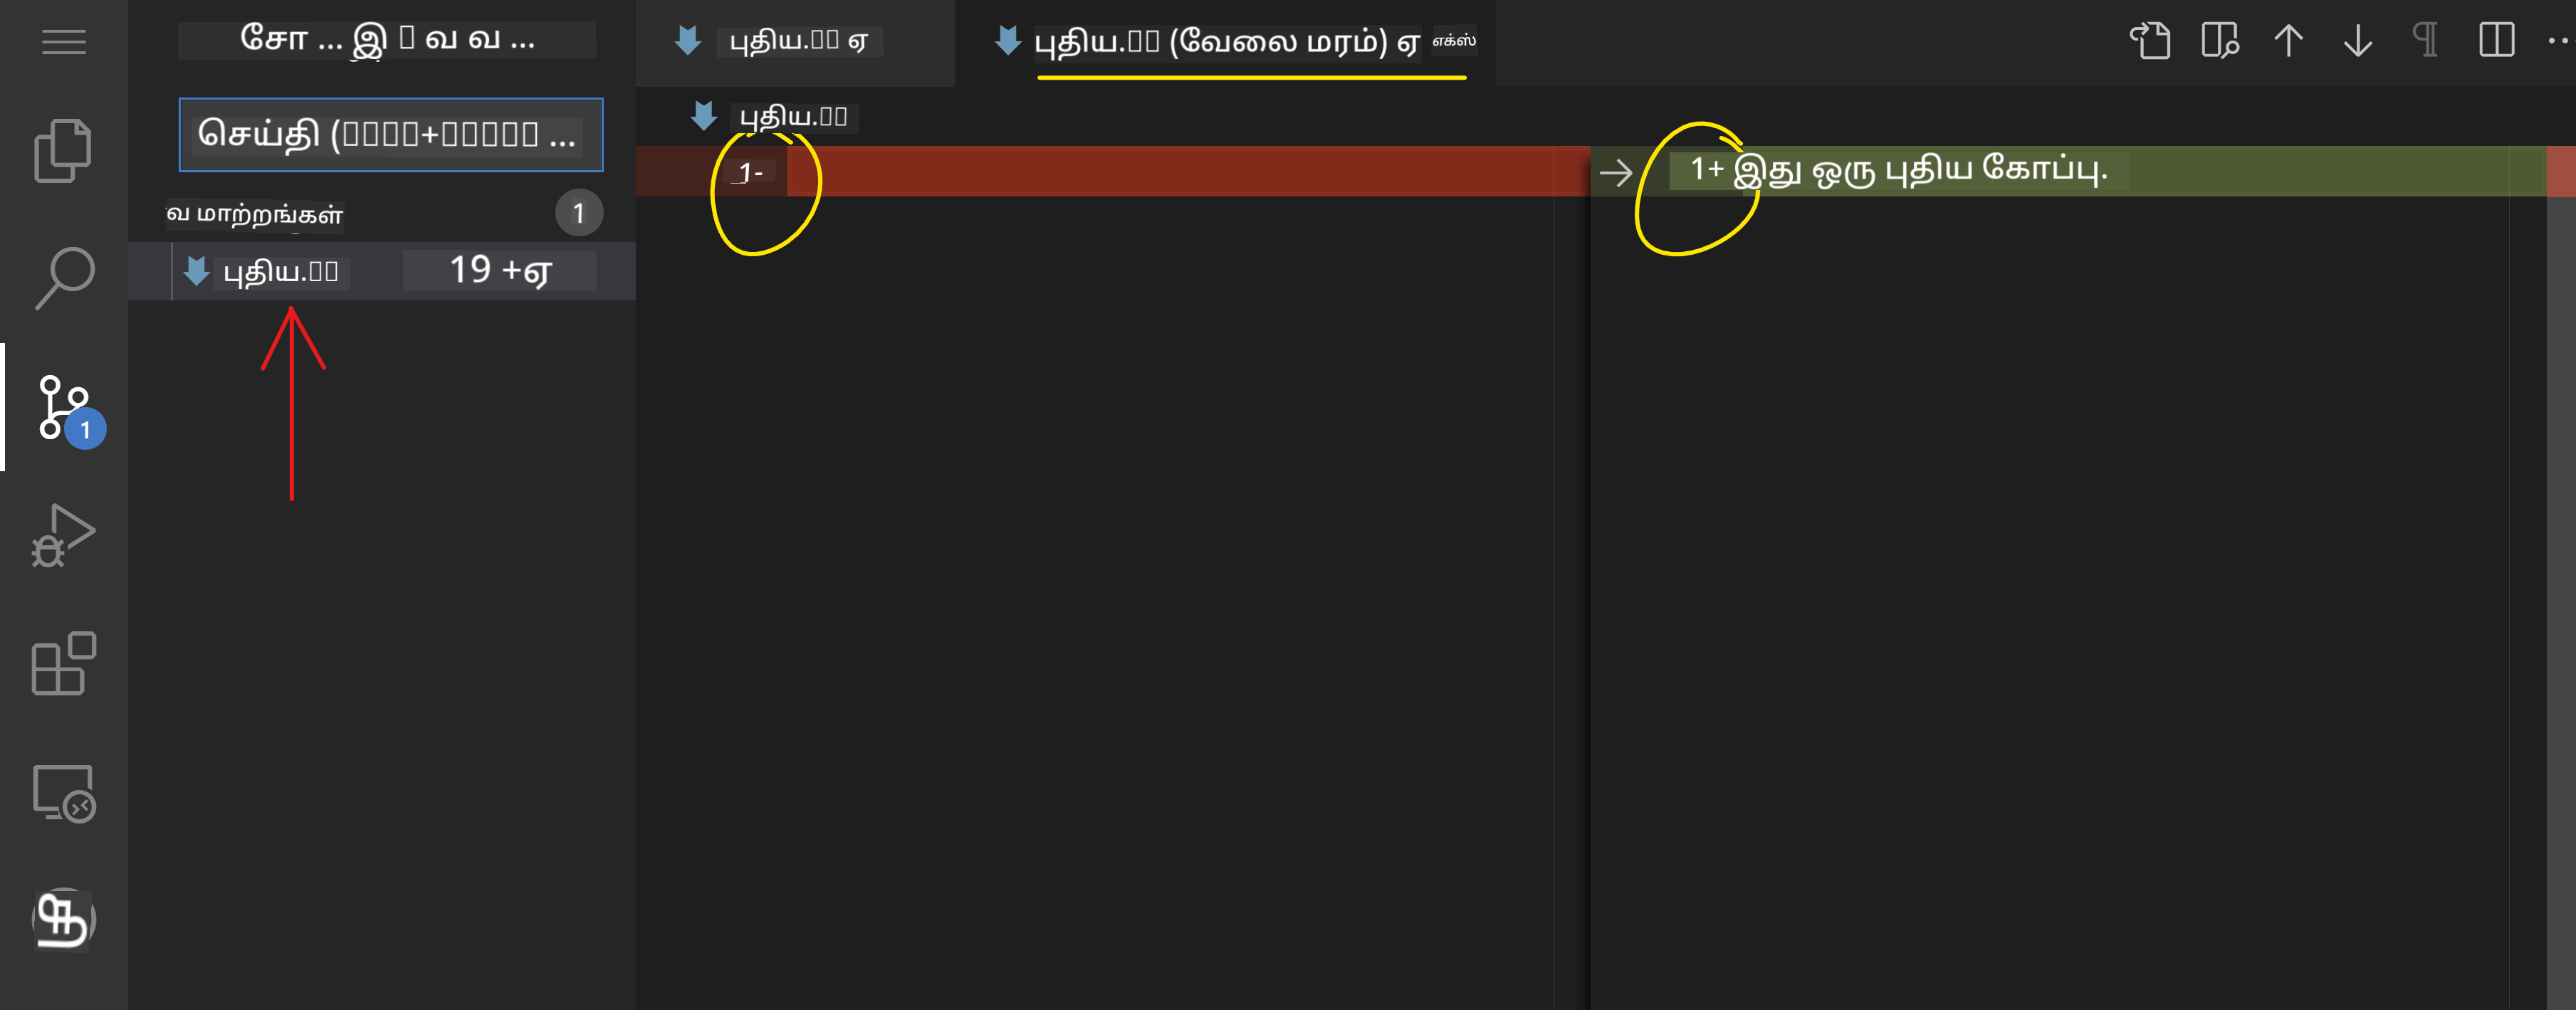 சோ ... இ வ வ ...
செய்தி (+ ...
வ மாற்றங்கள் 1
புதிய. 19 +ஏ
1
புதிய. ஏ
புதிய. (வேலை மரம்) ஏ எக்ஸ்
புதிய.
1-
1+ இது ஒரு புதிய கோப்பு.